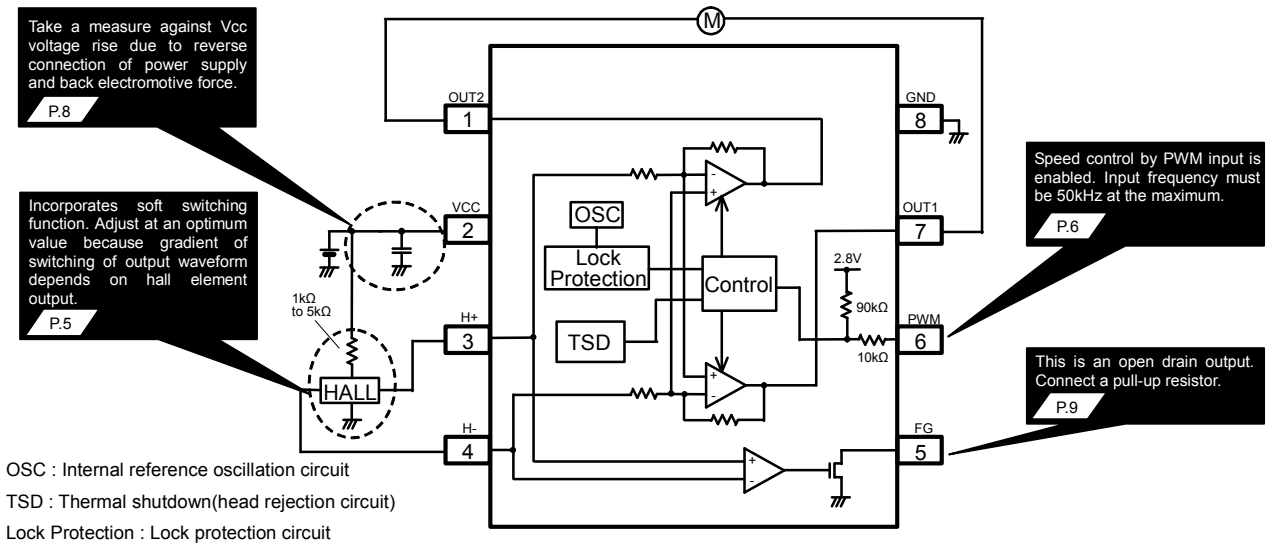 Take a measure against Vcc
voltage rise due to reverse
connection of power supply
and back electromotive force.
P.8
Incorporates soft switching
function. Adjust at an optimum
value because gradient of
switching of output waveform
depends on hall element
output.
P.5
M
OUT2
1
VCC
2
1kΩ
to 5kΩ
HALL
H+
3
H-
4
OSC
Lock
Protection
TSD
Control
-
+
+
-
+
-
2.8V
90kΩ
10kΩ
GND
8
OUT1
7
PWM
6
FG
5
Speed control by PWM input is
enabled. Input frequency must
be 50kHz at the maximum.
P.6
This is an open drain output.
Connect a pull-up resistor.
P.9
OSC : Internal reference oscillation circuit
TSD : Thermal shutdown(head rejection circuit)
Lock Protection : Lock protection circuit